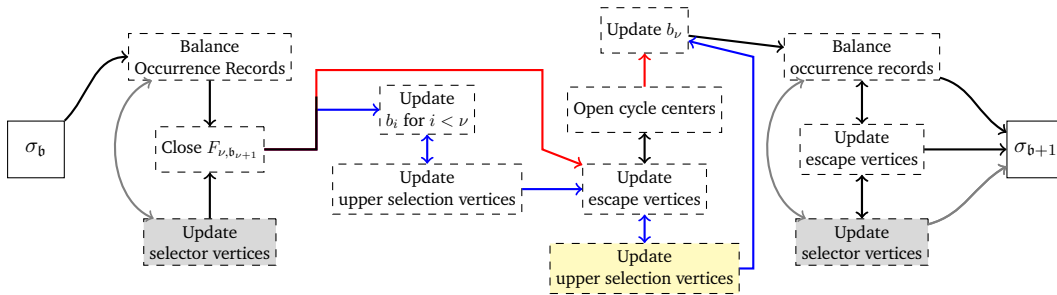 σ𝔟
Balance
Occurrence Records
Close F_{ν,𝔟_{ν+1}}
Update
selector vertices
Update
b_i for i < ν
Update
upper selection vertices
Update b_ν
Open cycle centers
Update
escape vertices
Update
upper selection vertices
Balance
occurrence records
Update
escape vertices
Update
selector vertices
σ𝔟+1